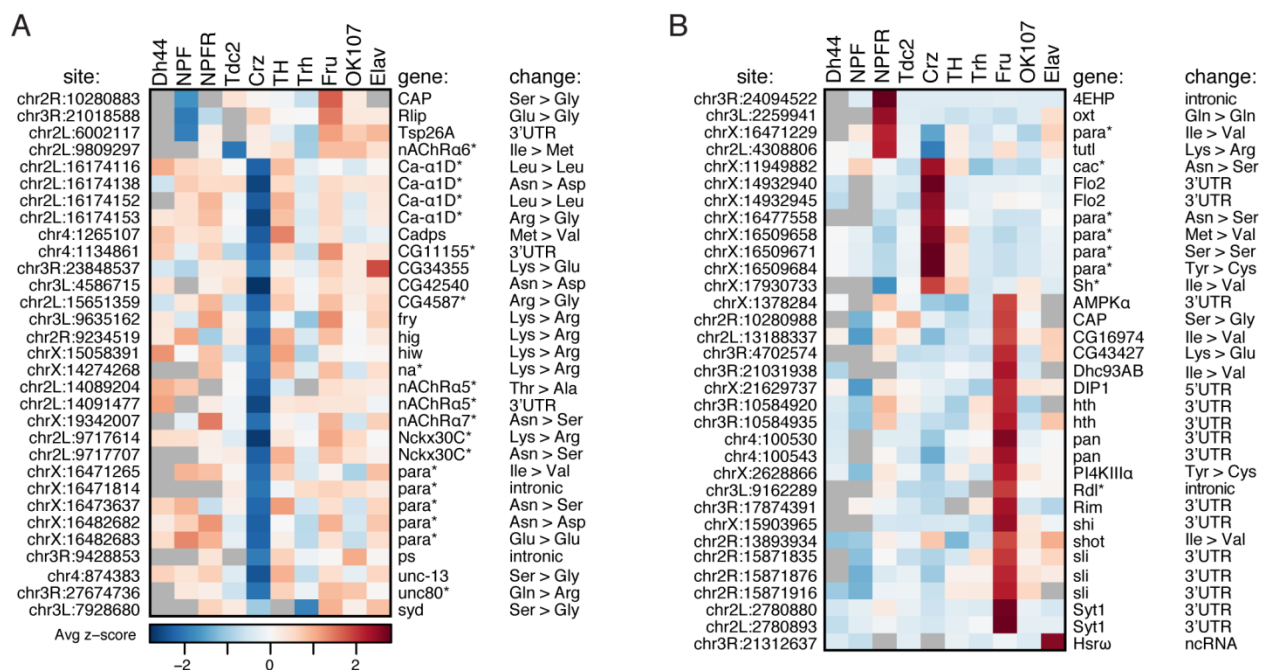 A
Dh44 NPF NPFR Tdc2 Crz TH Trh Fru OK107 Elav
site: gene: change:
chr2R:10280883 CAP Ser > Gly
chr3R:21018588 Rlip Glu > Gly
chr2L:6002117 Tsp26A 3'UTR
chr2L:9809297 nAChRα6* Ile > Met
chr2L:16174116 Ca-α1D* Leu > Leu
chr2L:16174138 Ca-α1D* Asn > Asp
chr2L:16174152 Ca-α1D* Leu > Leu
chr2L:16174153 Ca-α1D* Arg > Gly
chr4:1265107 Cadps Met > Val
chr4:1134861 CG11155* 3'UTR
chr3R:23848537 CG34355 Lys > Glu
chr3L:4586715 CG42540 Asn > Asp
chr2L:15651359 CG4587* Arg > Gly
chr3L:9635162 fry Lys > Arg
chr2R:9234519 hig Lys > Arg
chrX:15058391 hiw Lys > Arg
chrX:14274268 na* Lys > Arg
chr2L:14089204 nAChRα5* Thr > Ala
chr2L:14091477 nAChRα5* 3'UTR
chrX:19342007 nAChRα7* Asn > Ser
chr2L:9717614 Nckx30C* Lys > Arg
chr2L:9717707 Nckx30C* Asn > Ser
chrX:16471265 para* Ile > Val
chrX:16471814 para* intronic
chrX:16473637 para* Asn > Ser
chrX:16482682 para* Asn > Asp
chrX:16482683 para* Glu > Glu
chr3R:9428853 ps intronic
chr4:874383 unc-13 Ser > Gly
chr3R:27674736 unc80* Gln > Arg
chr3L:7928680 syd Ser > Gly
Avg z-score
−2 0 2
B
Dh44 NPF NPFR Tdc2 Crz TH Trh Fru OK107 Elav
site: gene: change:
chr3R:24094522 4EHP intronic
chr3L:2259941 oxt Gln > Gln
chrX:16471229 para* Ile > Val
chr2L:4308806 tutl Lys > Arg
chrX:11949882 cac* Asn > Ser
chrX:14932940 Flo2 3'UTR
chrX:14932945 Flo2 3'UTR
chrX:16477558 para* Asn > Ser
chrX:16509658 para* Met > Val
chrX:16509671 para* Ser > Ser
chrX:16509684 para* Tyr > Cys
chrX:17930733 Sh* Ile > Val
chrX:1378284 AMPKα 3'UTR
chr2R:10280988 CAP Ser > Gly
chr2L:13188337 CG16974 Ile > Val
chr3R:4702574 CG43427 Lys > Glu
chr3R:21031938 Dhc93AB Ile > Val
chrX:21629737 DIP1 5'UTR
chr3R:10584920 hth 3'UTR
chr3R:10584935 hth 3'UTR
chr4:100530 pan 3'UTR
chr4:100543 pan 3'UTR
chrX:2628866 PI4KIIIα Tyr > Cys
chr3L:9162289 Rdl* intronic
chr3R:17874391 Rim 3'UTR
chrX:15903965 shi 3'UTR
chr2R:13893934 shot Ile > Val
chr2R:15871835 sli 3'UTR
chr2R:15871876 sli 3'UTR
chr2R:15871916 sli 3'UTR
chr2L:2780880 Syt1 3'UTR
chr2L:2780893 Syt1 3'UTR
chr3R:21312637 Hsrω ncRNA